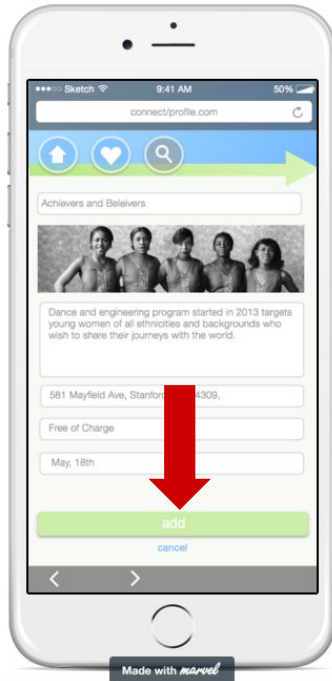 Sketch 9:41 AM 50%
connect/profile.com
Achievers and Beleivers
Dance and engineering program started in 2013 targets
young women of all ethnicities and backgrounds who
wish to share their journeys with the world.
581 Mayfield Ave, Stanfor 4309,
Free of Charge
May, 18th
add
cancel
Made with marvel